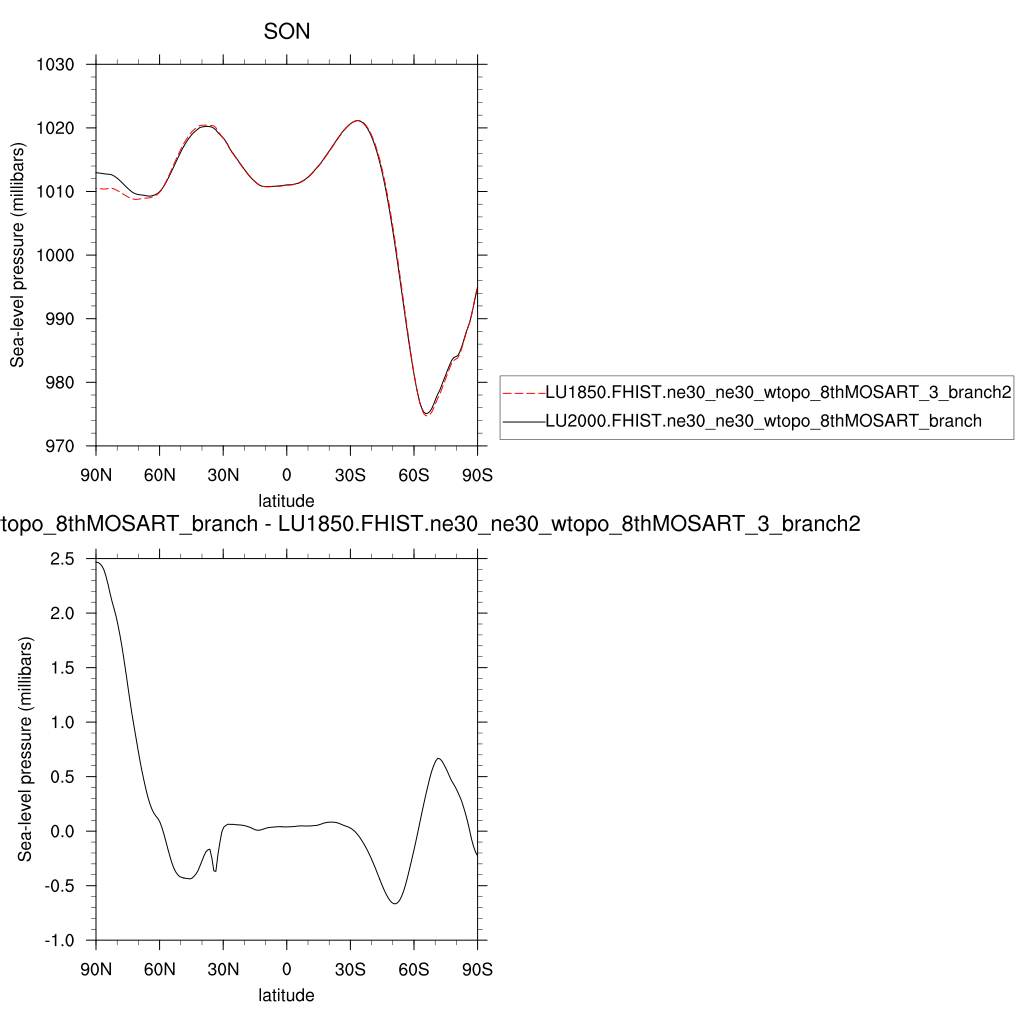 SON
1030
1020
1010
1000
990
980
970
Sea-level pressure (millibars)
90N 60N 30N 0 30S 60S 90S
latitude
LU1850.FHIST.ne30_ne30_wtopo_8thMOSART_3_branch2
LU2000.FHIST.ne30_ne30_wtopo_8thMOSART_branch
topo_8thMOSART_branch - LU1850.FHIST.ne30_ne30_wtopo_8thMOSART_3_branch2
2.5
2.0
1.5
1.0
0.5
0.0
-0.5
-1.0
Sea-level pressure (millibars)
90N 60N 30N 0 30S 60S 90S
latitude